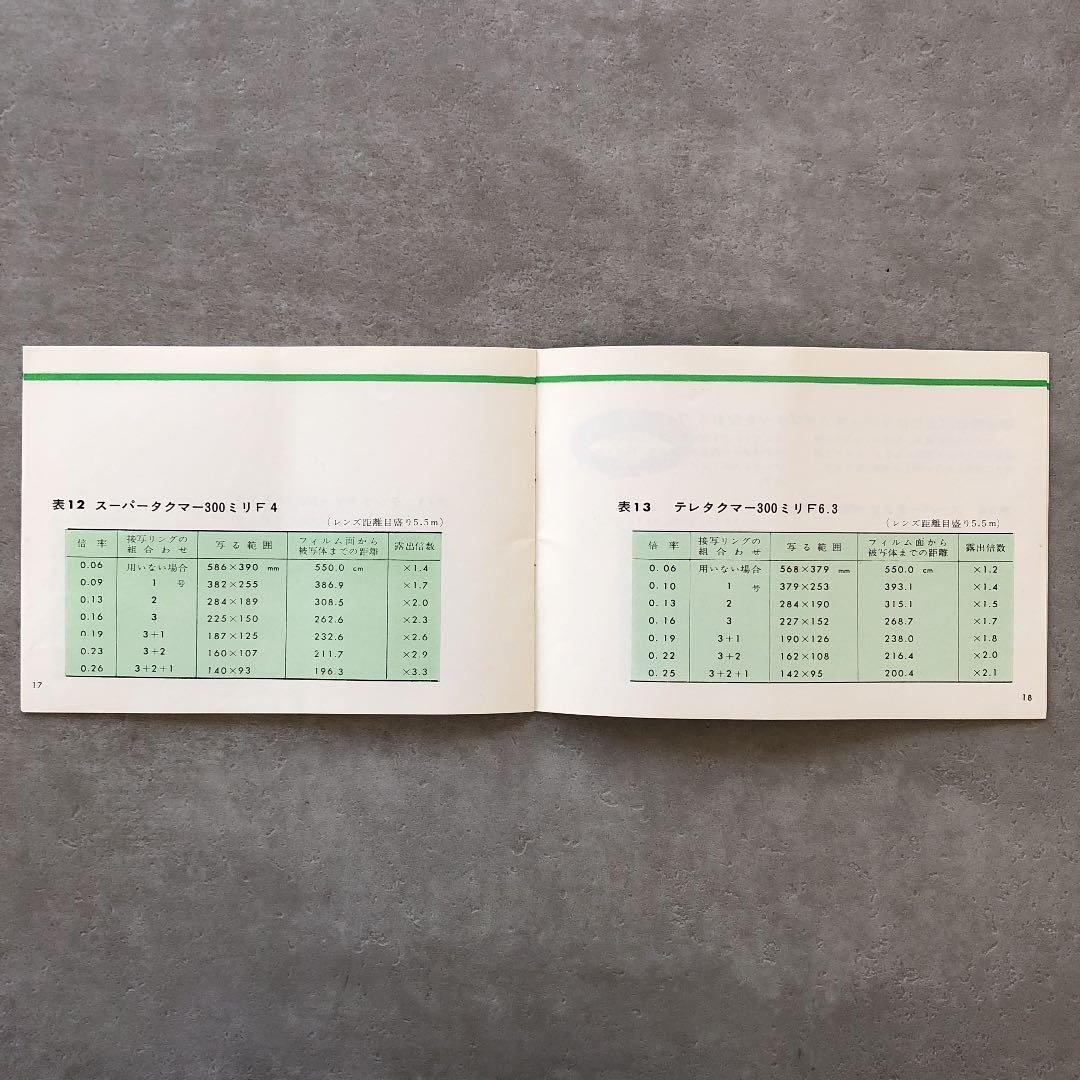 表12 スーパータクマー300ミリF4
(レンズ距離目盛り5.5m)
倍率 接写リングの組合わせ 写る範囲 フィルム面から被写体までの距離 露出倍数
0.06 用いない場合 586×390 mm 550.0 cm ×1.4
0.09 1 号 382×255 386.9 ×1.7
0.13 2 284×189 308.5 ×2.0
0.16 3 225×150 262.6 ×2.3
0.19 3+1 187×125 232.6 ×2.6
0.23 3+2 160×107 211.7 ×2.9
0.26 3+2+1 140×93 196.3 ×3.3
17
表13 テレタクマー300ミリF6.3
(レンズ距離目盛り5.5m)
倍率 接写リングの組合わせ 写る範囲 フィルム面から被写体までの距離 露出倍数
0.06 用いない場合 568×379 mm 550.0 cm ×1.2
0.10 1 号 379×253 393.1 ×1.4
0.13 2 284×190 315.1 ×1.5
0.16 3 227×152 268.7 ×1.7
0.19 3+1 190×126 238.0 ×1.8
0.22 3+2 162×108 216.4 ×2.0
0.25 3+2+1 142×95 200.4 ×2.1
18